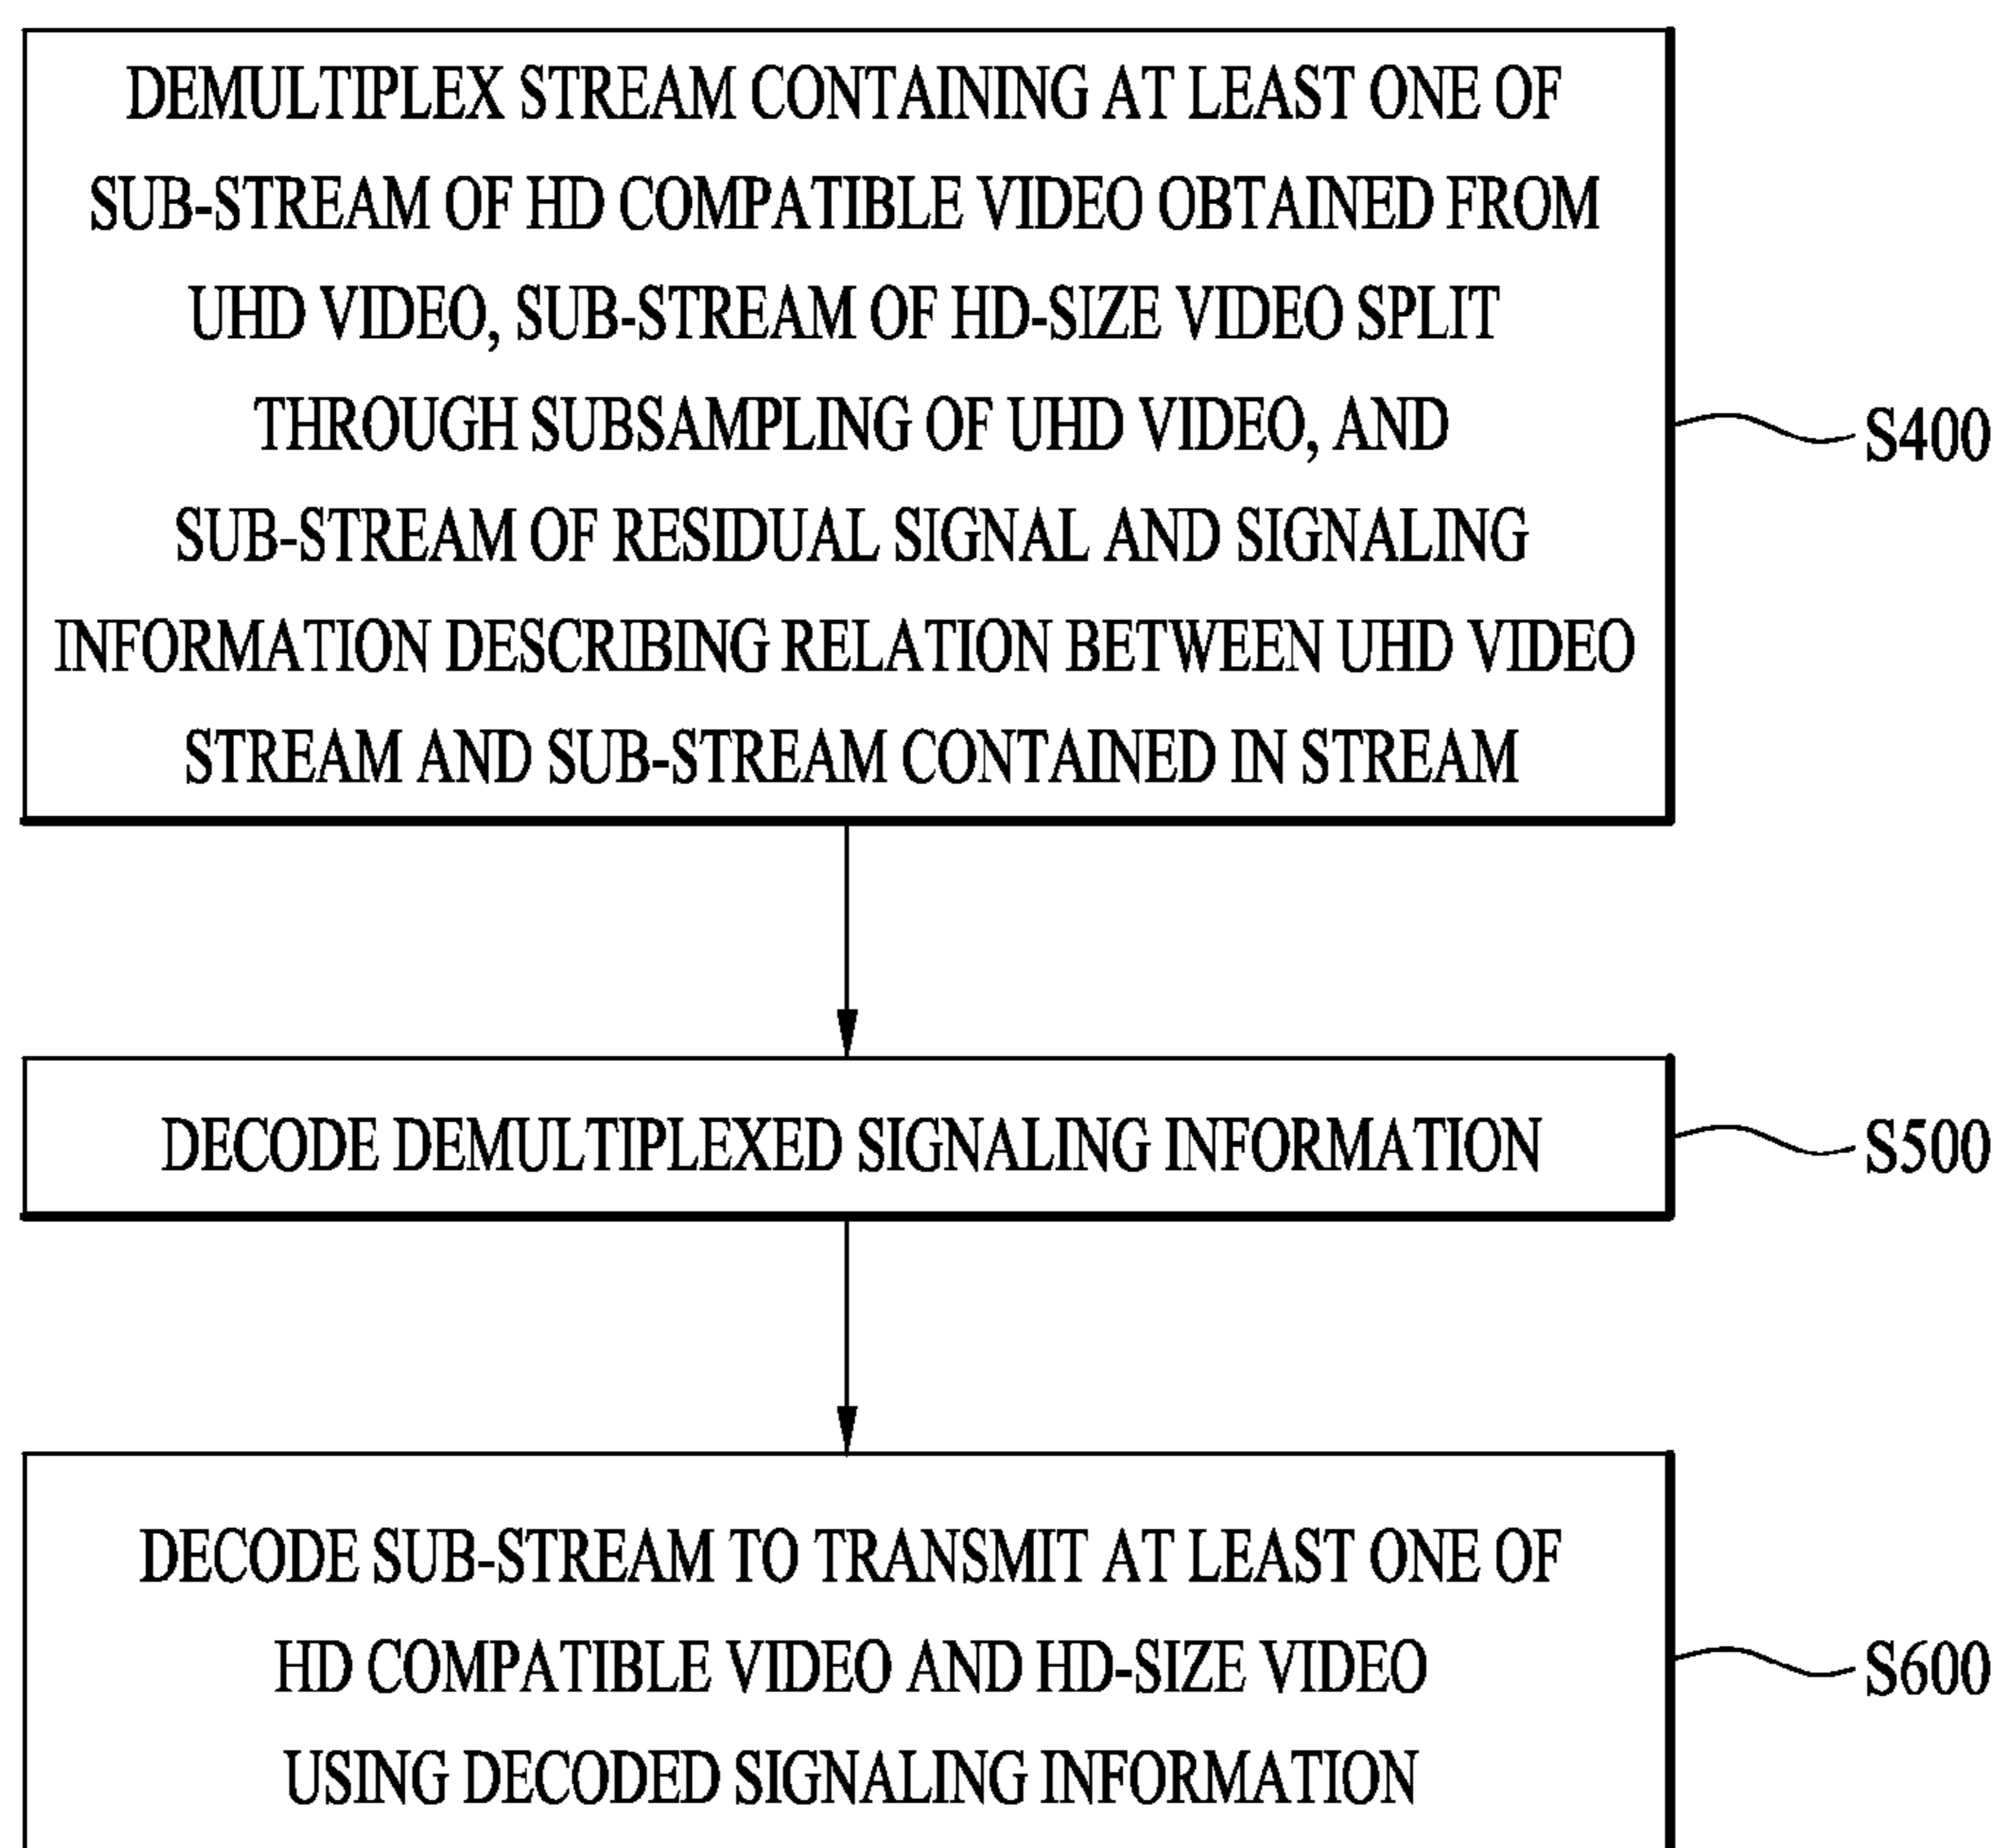 DEMULTIPLEX STREAM CONTAINING AT LEAST ONE OF
SUB-STREAM OF HD COMPATIBLE VIDEO OBTAINED FROM
UHD VIDEO, SUB-STREAM OF HD-SIZE VIDEO SPLIT
THROUGH SUBSAMPLING OF UHD VIDEO, AND
SUB-STREAM OF RESIDUAL SIGNAL AND SIGNALING
INFORMATION DESCRIBING RELATION BETWEEN UHD VIDEO
STREAM AND SUB-STREAM CONTAINED IN STREAM
S400
DECODE DEMULTIPLEXED SIGNALING INFORMATION
S500
DECODE SUB-STREAM TO TRANSMIT AT LEAST ONE OF
HD COMPATIBLE VIDEO AND HD-SIZE VIDEO
USING DECODED SIGNALING INFORMATION
S600